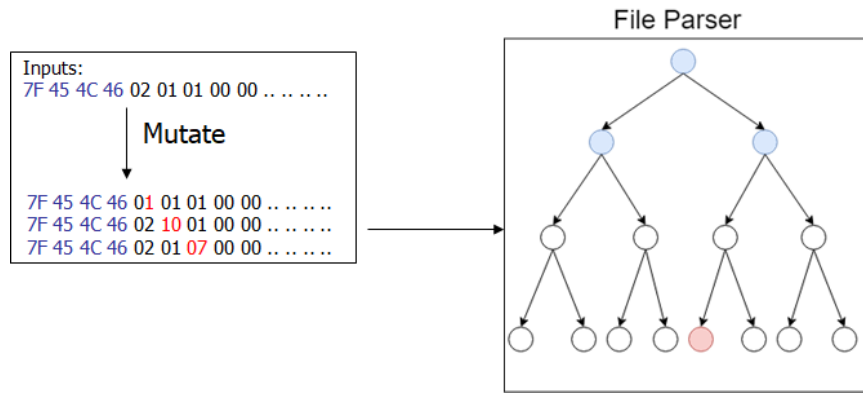 File Parser
Inputs:
7F 45 4C 46 02 01 01 00 00 .. .. .. ..
Mutate
7F 45 4C 46 01 01 01 00 00 .. .. .. ..
7F 45 4C 46 02 10 01 00 00 .. .. .. ..
7F 45 4C 46 02 01 07 00 00 .. .. .. ..